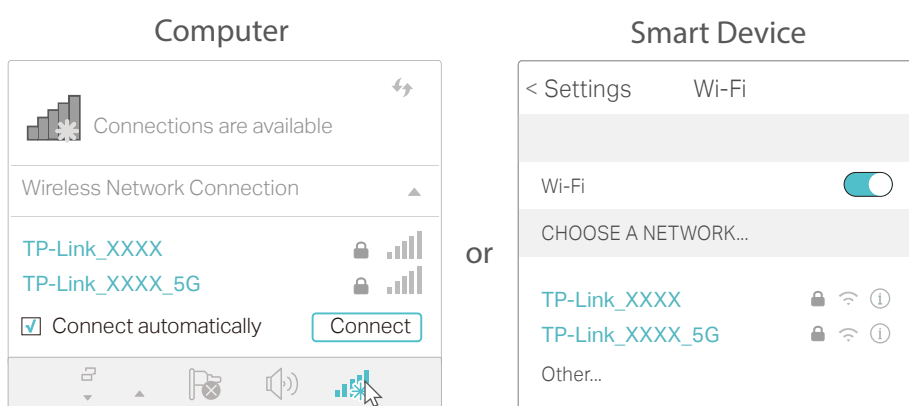 Computer
Connections are available
Wireless Network Connection
TP-Link_XXXX
TP-Link_XXXX_5G
Connect automatically
Connect
or
Smart Device
< Settings
Wi-Fi
Wi-Fi
CHOOSE A NETWORK...
TP-Link_XXXX
TP-Link_XXXX_5G
Other...